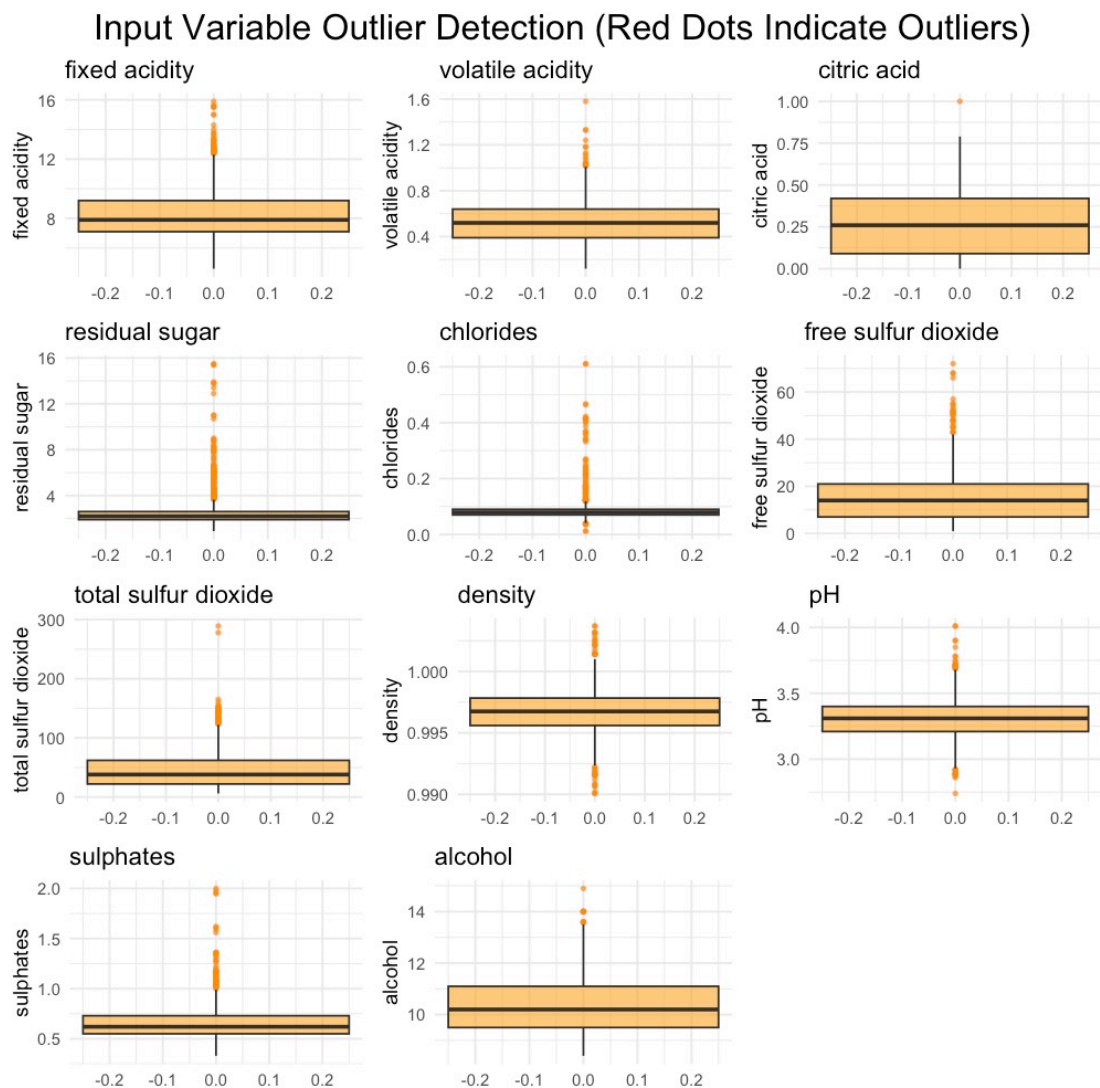 Input Variable Outlier Detection (Red Dots Indicate Outliers)
fixed acidity
volatile acidity
citric acid
fixed acidity
16
12
8
-0.2 -0.1 0.0 0.1 0.2
volatile acidity
1.6
1.2
0.8
0.4
-0.2 -0.1 0.0 0.1 0.2
citric acid
1.00
0.75
0.50
0.25
0.00
-0.2 -0.1 0.0 0.1 0.2
residual sugar
chlorides
free sulfur dioxide
residual sugar
16
12
8
4
-0.2 -0.1 0.0 0.1 0.2
chlorides
0.6
0.4
0.2
0.0
-0.2 -0.1 0.0 0.1 0.2
free sulfur dioxide
60
40
20
0
-0.2 -0.1 0.0 0.1 0.2
total sulfur dioxide
density
pH
total sulfur dioxide
300
200
100
0
-0.2 -0.1 0.0 0.1 0.2
density
1.000
0.995
0.990
-0.2 -0.1 0.0 0.1 0.2
pH
4.0
3.5
3.0
-0.2 -0.1 0.0 0.1 0.2
sulphates
alcohol
sulphates
2.0
1.5
1.0
0.5
-0.2 -0.1 0.0 0.1 0.2
alcohol
14
12
10
-0.2 -0.1 0.0 0.1 0.2